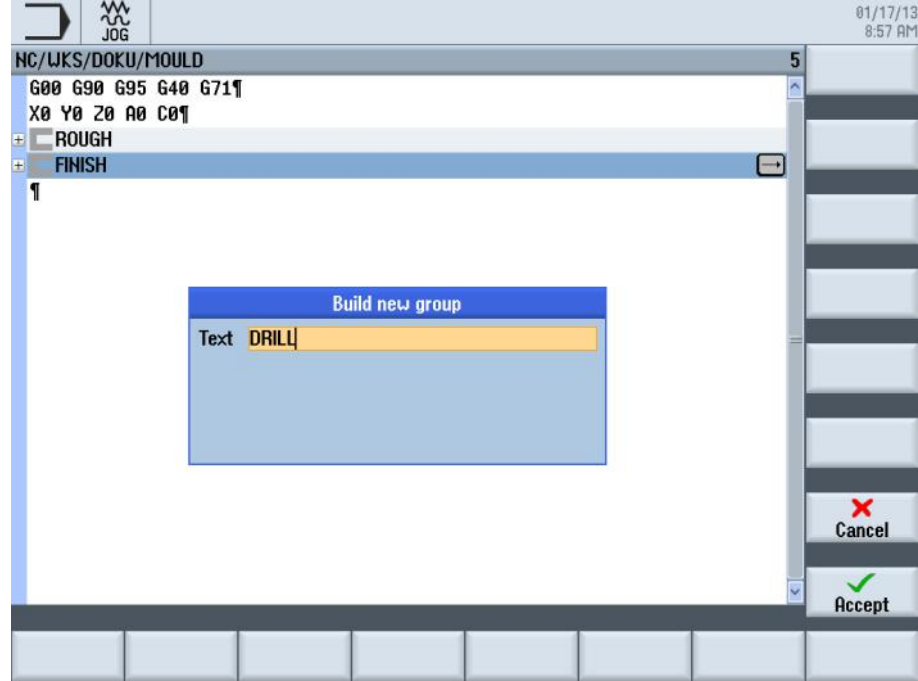 01/17/13
8:57 AM
JOG
NC/WKS/DOKU/MOULD 5
G00 G90 G95 G40 G71¶
X0 Y0 Z0 A0 C0¶
ROUGH
FINISH
¶
Build new group
Text DRILL
Cancel
Accept